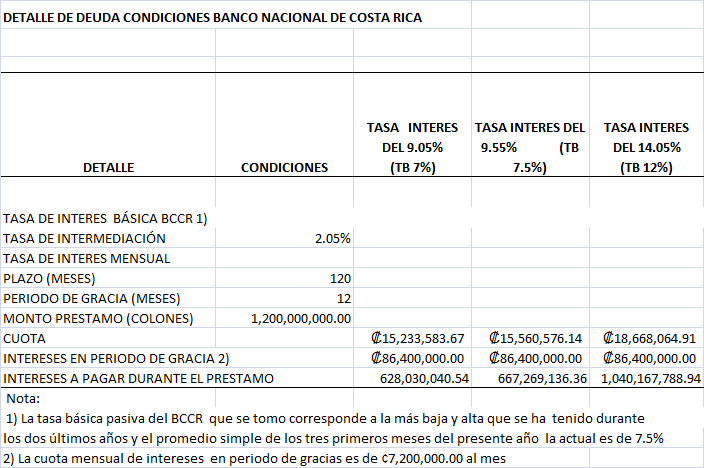 DETALLE DE DEUDA CONDICIONES BANCO NACIONAL DE COSTA RICA
DETALLE CONDICIONES TASA INTERES DEL 9.05% (TB 7%) TASA INTERES DEL 9.55% (TB 7.5%) TASA INTERES DEL 14.05% (TB 12%)
TASA DE INTERES BÁSICA BCCR 1)
TASA DE INTERMEDIACIÓN 2.05%
TASA DE INTERES MENSUAL
PLAZO (MESES) 120
PERIODO DE GRACIA (MESES) 12
MONTO PRESTAMO (COLONES) 1,200,000,000.00
CUOTA ₡15,233,583.67 ₡15,560,576.14 ₡18,668,064.91
INTERESES EN PERIODO DE GRACIA 2) ₡86,400,000.00 ₡86,400,000.00 ₡86,400,000.00
INTERESES A PAGAR DURANTE EL PRESTAMO 628,030,040.54 667,269,136.36 1,040,167,788.94
Nota:
1) La tasa básica pasiva del BCCR que se tomo corresponde a la más baja y alta que se ha tenido durante
los dos últimos años y el promedio simple de los tres primeros meses del presente año la actual es de 7.5%
2) La cuota mensual de intereses en periodo de gracias es de ¢7,200,000.00 al mes